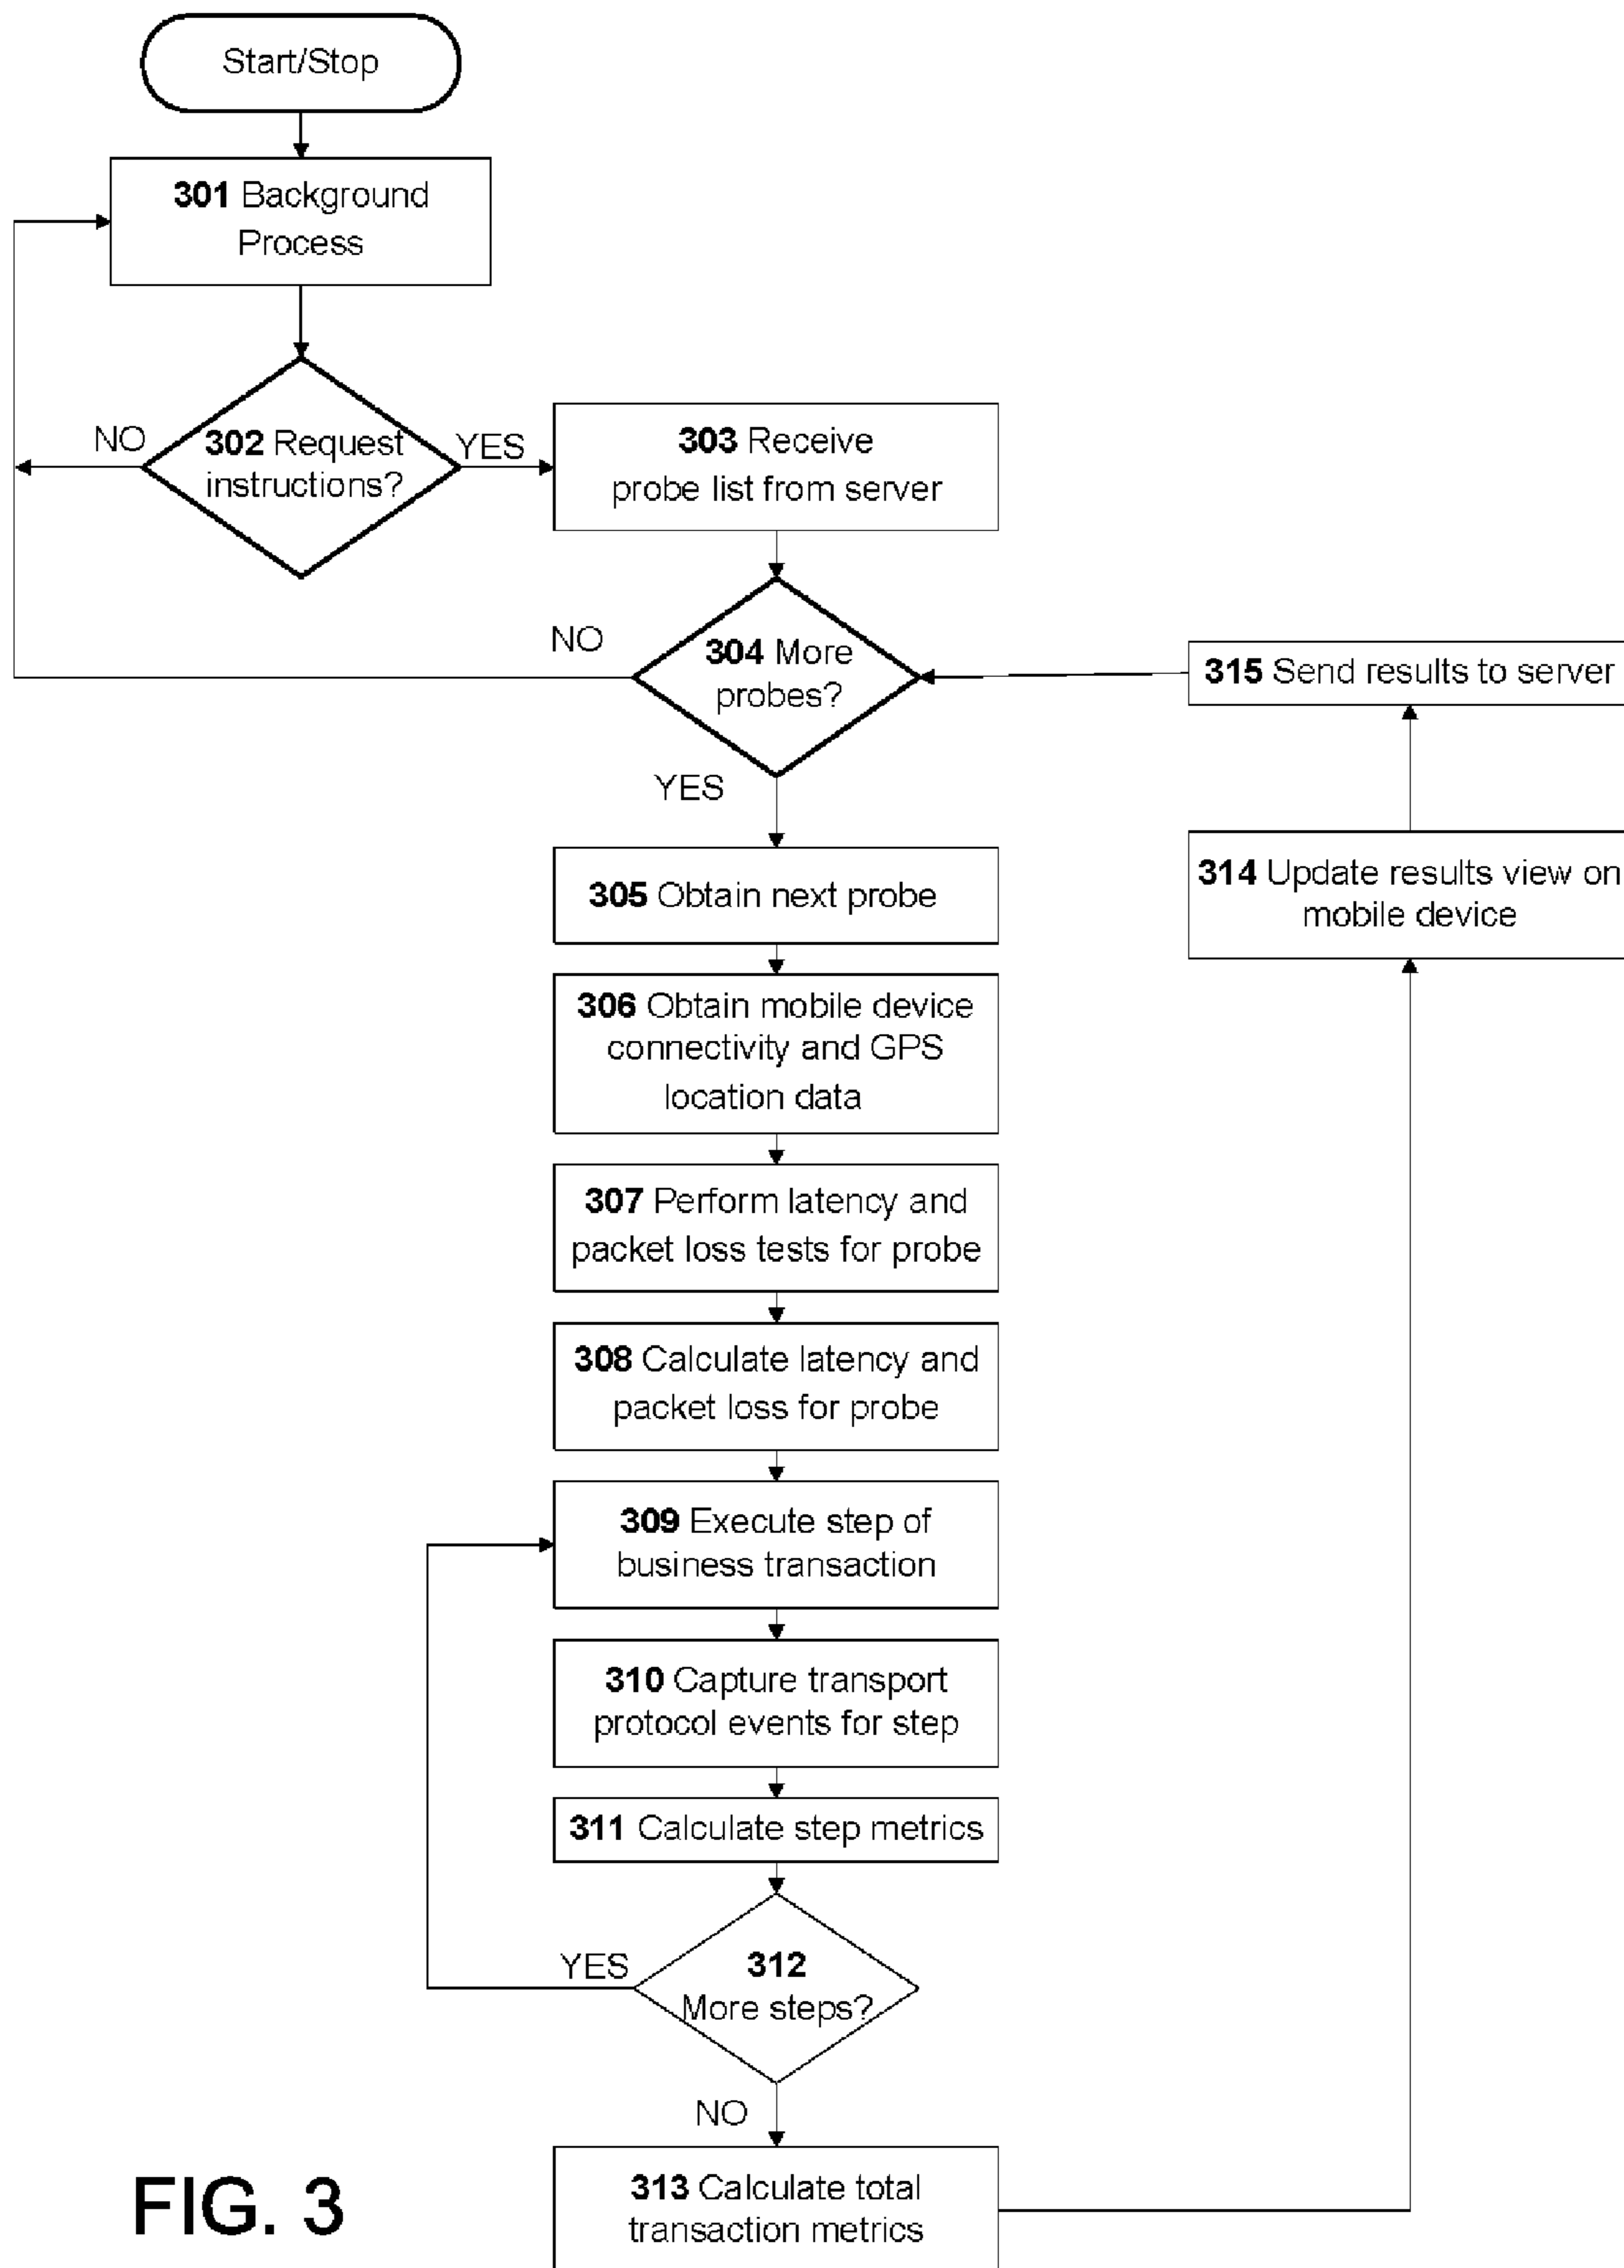 Start/Stop
301 Background
Process
NO
302 Request
instructions?
YES
303 Receive
probe list from server
NO
304 More
probes?
YES
315 Send results to server
314 Update results view on
mobile device
305 Obtain next probe
306 Obtain mobile device
connectivity and GPS
location data
307 Perform latency and
packet loss tests for probe
308 Calculate latency and
packet loss for probe
309 Execute step of
business transaction
310 Capture transport
protocol events for step
311 Calculate step metrics
YES
312
More steps?
NO
313 Calculate total
transaction metrics
FIG. 3